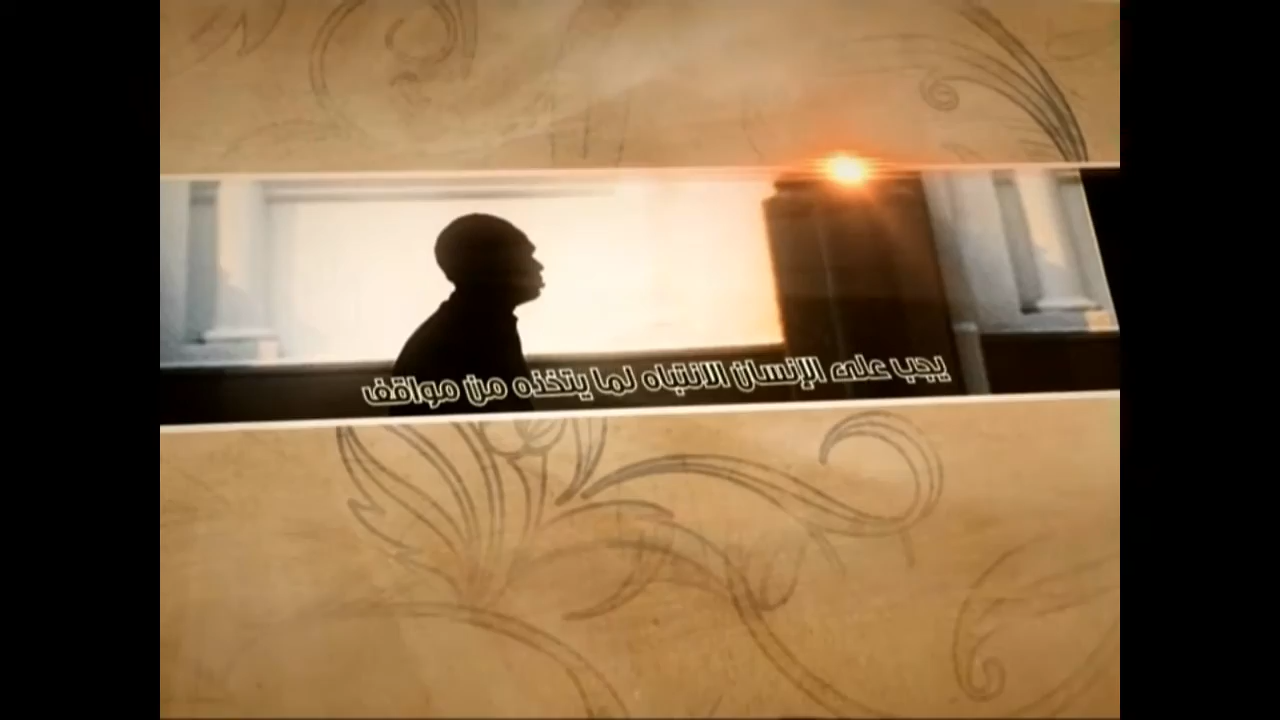 يجب على الإنسان الانتباه لما يتخذه من مواقف